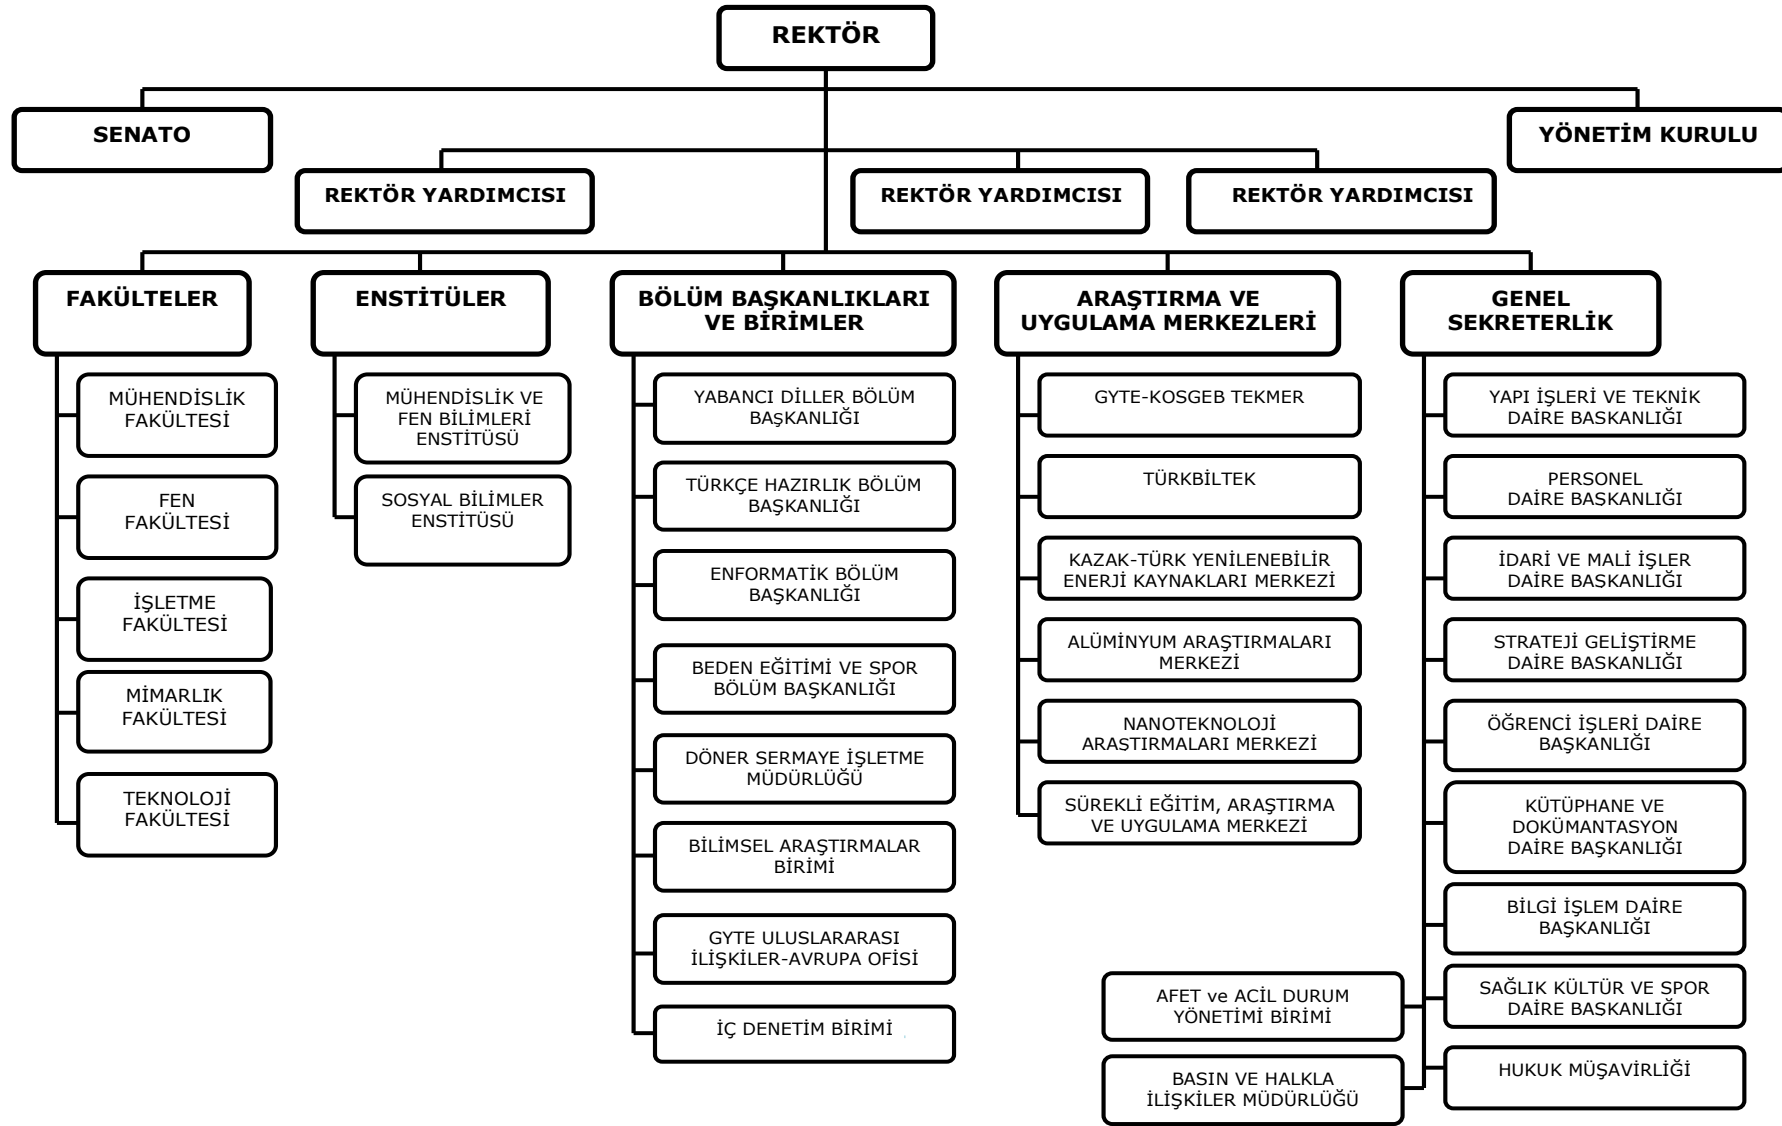 REKTÖR
SENATO
YÖNETİM KURULU
REKTÖR YARDIMCISI
REKTÖR YARDIMCISI
REKTÖR YARDIMCISI
FAKÜLTELER
MÜHENDİSLİK
FAKÜLTESİ
FEN
FAKÜLTESİ
İŞLETME
FAKÜLTESİ
MİMARLIK
FAKÜLTESİ
TEKNOLOJİ
FAKÜLTESİ
ENSTİTÜLER
MÜHENDİSLİK VE
FEN BİLİMLERİ
ENSTİTÜSÜ
SOSYAL BİLİMLER
ENSTİTÜSÜ
BÖLÜM BAŞKANLIKLARI
VE BİRİMLER
YABANCI DİLLER BÖLÜM
BAşKANLIĞI
TÜRKÇE HAZIRLIK BÖLÜM
BAŞKANLIĞI
ENFORMATİK BÖLÜM
BAŞKANLIĞI
BEDEN EĞİTİMİ VE SPOR
BÖLÜM BAŞKANLIĞI
DÖNER SERMAYE İŞLETME
MÜDÜRLÜĞÜ
BİLİMSEL ARAŞTIRMALAR
BİRİMİ
GYTE ULUSLARARASI
İLİŞKİLER-AVRUPA OFİSİ
İÇ DENETİM BİRİMİ
ARAŞTIRMA VE
UYGULAMA MERKEZLERİ
GYTE-KOSGEB TEKMER
TÜRKBİLTEK
KAZAK-TÜRK YENİLENEBİLİR
ENERJİ KAYNAKLARI MERKEZİ
ALÜMİNYUM ARAŞTIRMALARI
MERKEZİ
NANOTEKNOLOJİ
ARASTIRMALARI MERKEZİ
SÜREKLİ EĞİTİM, ARAŞTIRMA
VE UYGULAMA MERKEZİ
GENEL
SEKRETERLİK
YAPI İŞLERİ VE TEKNİK
DAİRE BASKANLIĞI
PERSONEL
DAİRE BASKANLIĞI
İDARİ VE MALİ İŞLER
DAİRE BASKANLIĞI
STRATEJİ GELİŞTİRME
DAİRE BASKANLIĞI
ÖĞRENCİ İŞLERİ DAİRE
BAŞKANLIĞI
KÜTÜPHANE VE
DOKÜMANTASYON
DAİRE BAŞKANLIĞI
BİLGİ İŞLEM DAİRE
BAŞKANLIĞI
SAĞLIK KÜLTÜR VE SPOR
DAİRE BASKANLIĞI
HUKUK MÜŞAVİRLİĞİ
AFET ve ACİL DURUM
YÖNETİMİ BİRİMİ
BASIN VE HALKLA
İLİŞKİLER MÜDÜRLÜĞÜ